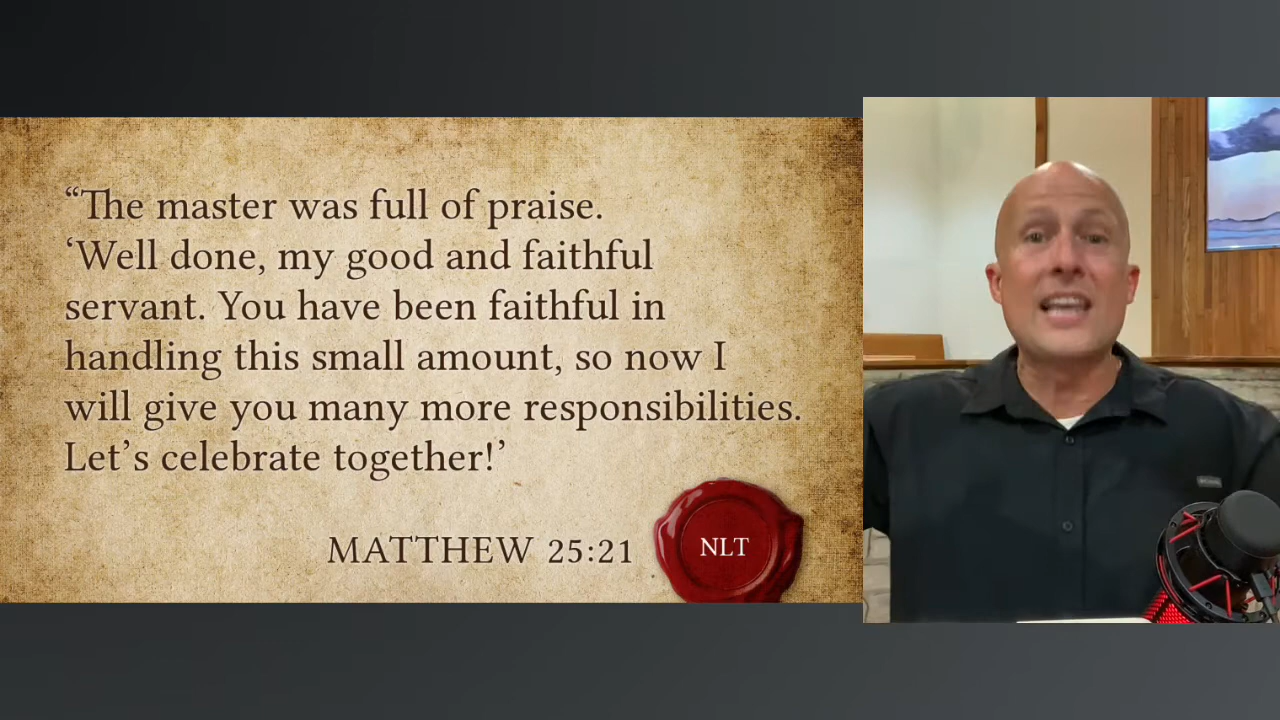 “The master was full of praise.
‘Well done, my good and faithful
servant. You have been faithful in
handling this small amount, so now I
will give you many more responsibilities.
Let’s celebrate together!’
MATTHEW 25:21
NLT